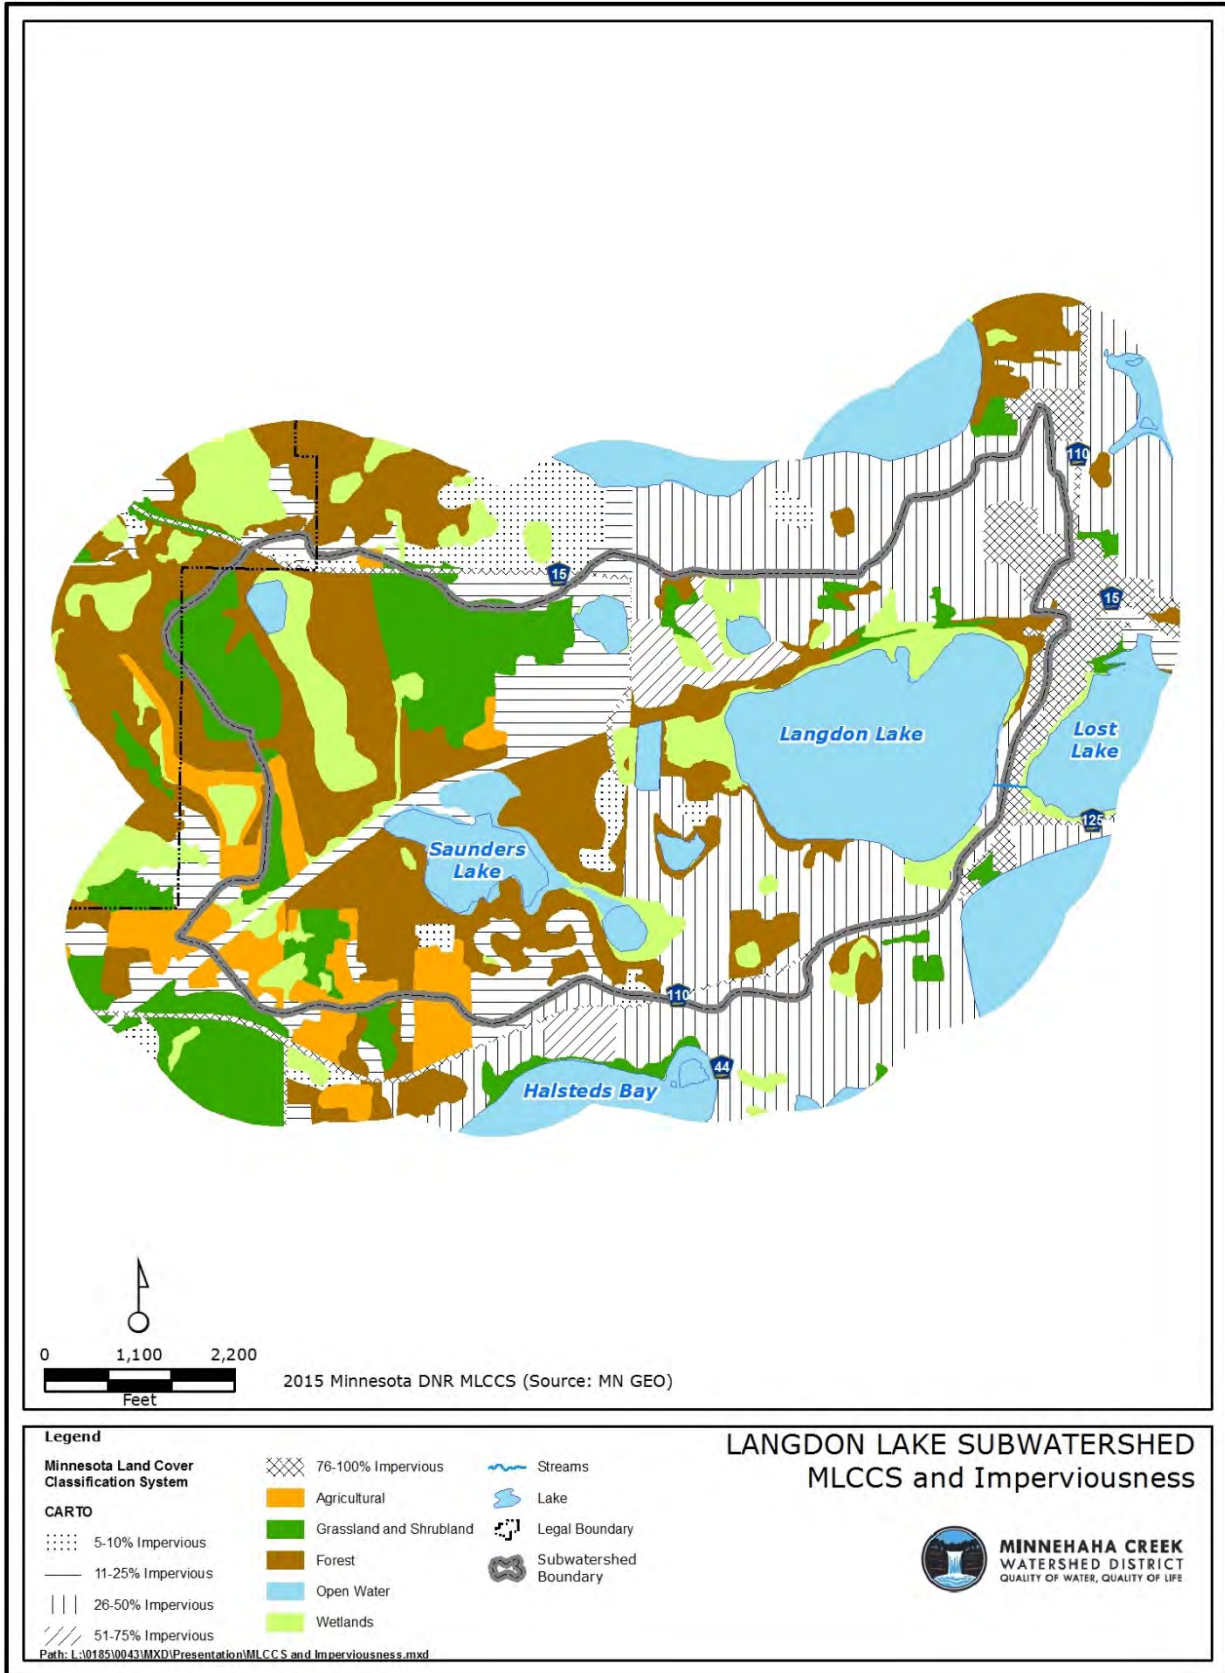 110
15
15
Langdon Lake
Lost
Lake
125
Saunders
Lake
110
44
Halsteds Bay
0 1,100 2,200
Feet
2015 Minnesota DNR MLCCS (Source: MN GEO)
Legend
Minnesota Land Cover
Classification System
CARTO
5-10% Impervious
11-25% Impervious
26-50% Impervious
51-75% Impervious
76-100% Impervious
Agricultural
Grassland and Shrubland
Forest
Open Water
Wetlands
Streams
Lake
Legal Boundary
Subwatershed
Boundary
LANGDON LAKE SUBWATERSHED
MLCCS and Imperviousness
MINNEHAHA CREEK
WATERSHED DISTRICT
QUALITY OF WATER, QUALITY OF LIFE
Path: L:\0185\0043\MXD\Presentation\MLCCS and Imperviousness.mxd